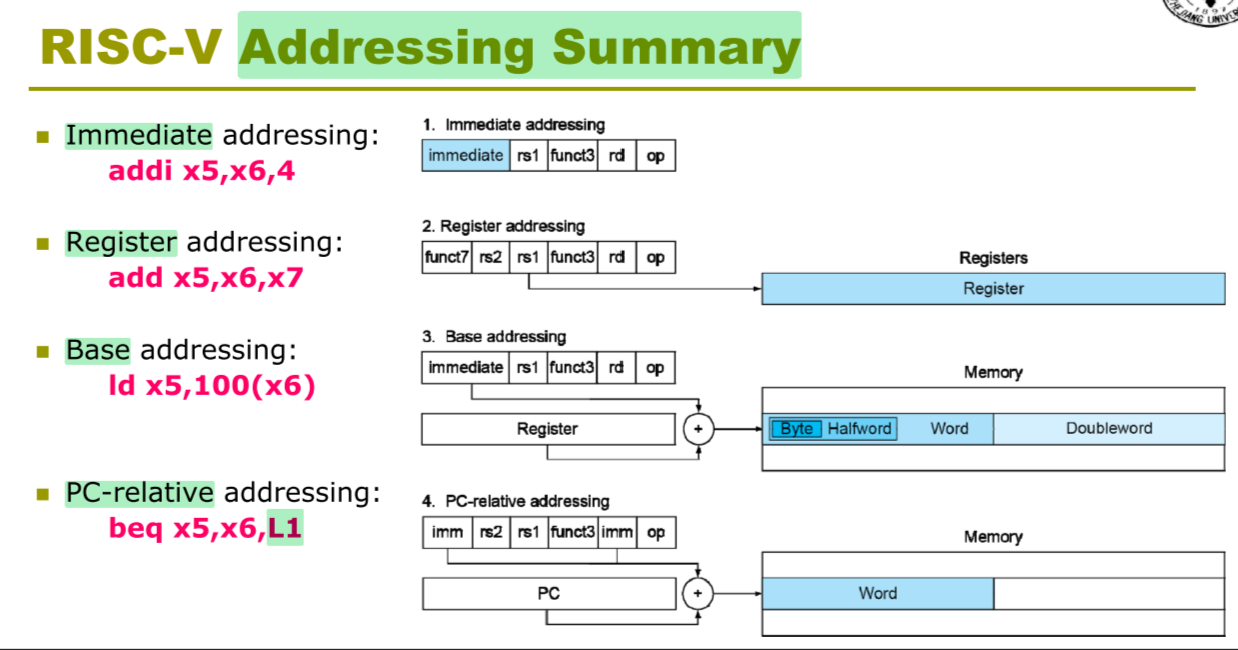 RISC-V Addressing Summary
Immediate addressing:
addi x5,x6,4
Register addressing:
add x5,x6,x7
Base addressing:
ld x5,100(x6)
PC-relative addressing:
beq x5,x6,L1
1. Immediate addressing
immediate rs1 funct3 rd op
2. Register addressing
funct7 rs2 rs1 funct3 rd op
Registers
Register
3. Base addressing
immediate rs1 funct3 rd op
Memory
Register + Byte Halfword Word Doubleword
4. PC-relative addressing
imm rs2 rs1 funct3 imm op
Memory
PC + Word
1897